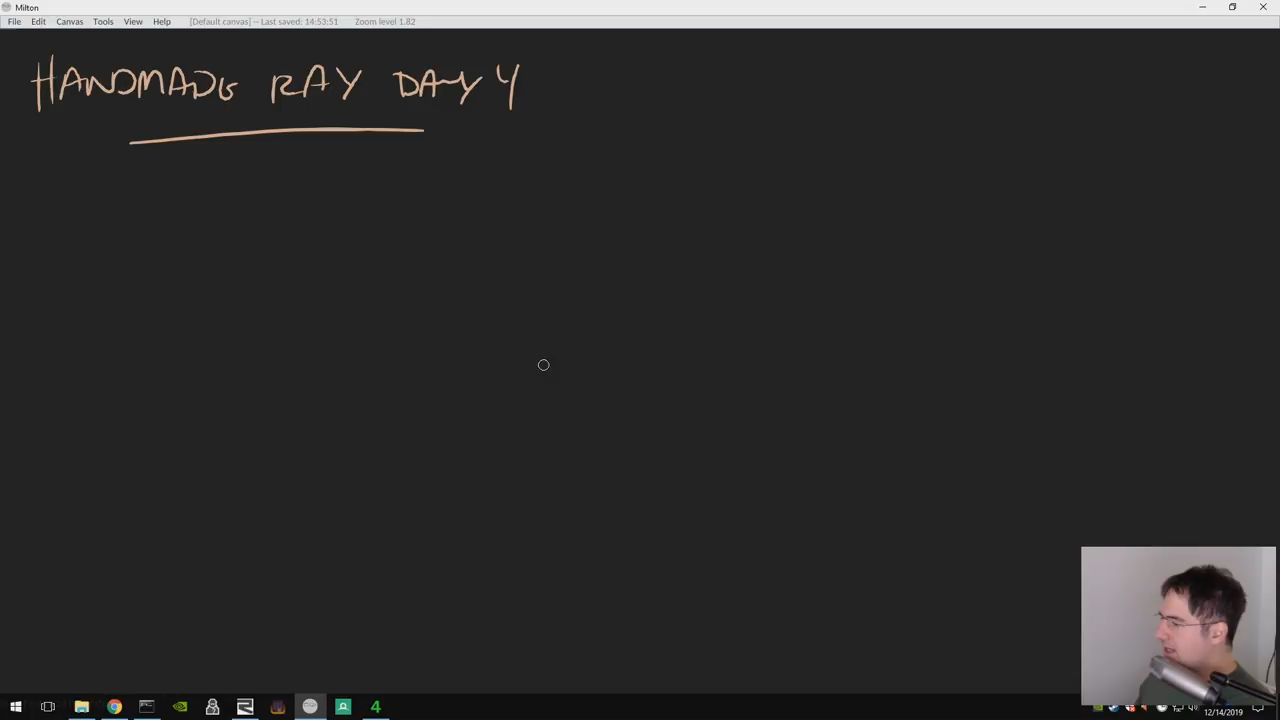 Milton
File Edit Canvas Tools View Help [Default canvas] -- Last saved: 14:53:51 Zoom level 1.82
HANDMADE RAY DAY 4
4
12/14/2019